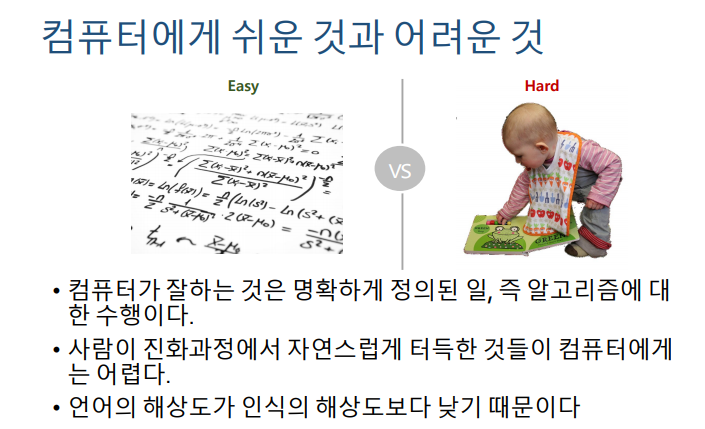 컴퓨터에게 쉬운 것과 어려운 것
Easy
Hard
VS
GREEN
• 컴퓨터가 잘하는 것은 명확하게 정의된 일, 즉 알고리즘에 대
한 수행이다.
• 사람이 진화과정에서 자연스럽게 터득한 것들이 컴퓨터에게
는 어렵다.
• 언어의 해상도가 인식의 해상도보다 낮기 때문이다